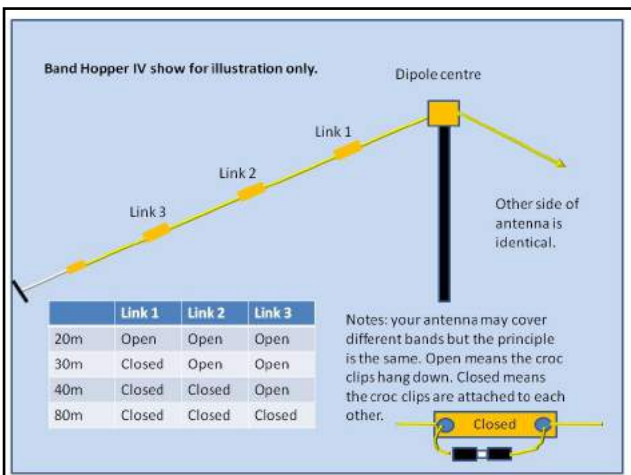 Band Hopper IV show for illustration only.
Dipole centre
Link 1
Link 2
Link 3
Other side of
antenna is
identical.
Link 1 Link 2 Link 3
20m Open Open Open
30m Closed Open Open
40m Closed Closed Open
80m Closed Closed Closed
Notes: your antenna may cover
different bands but the principle
is the same. Open means the croc
clips hang down. Closed means
the croc clips are attached to each
other.
Closed